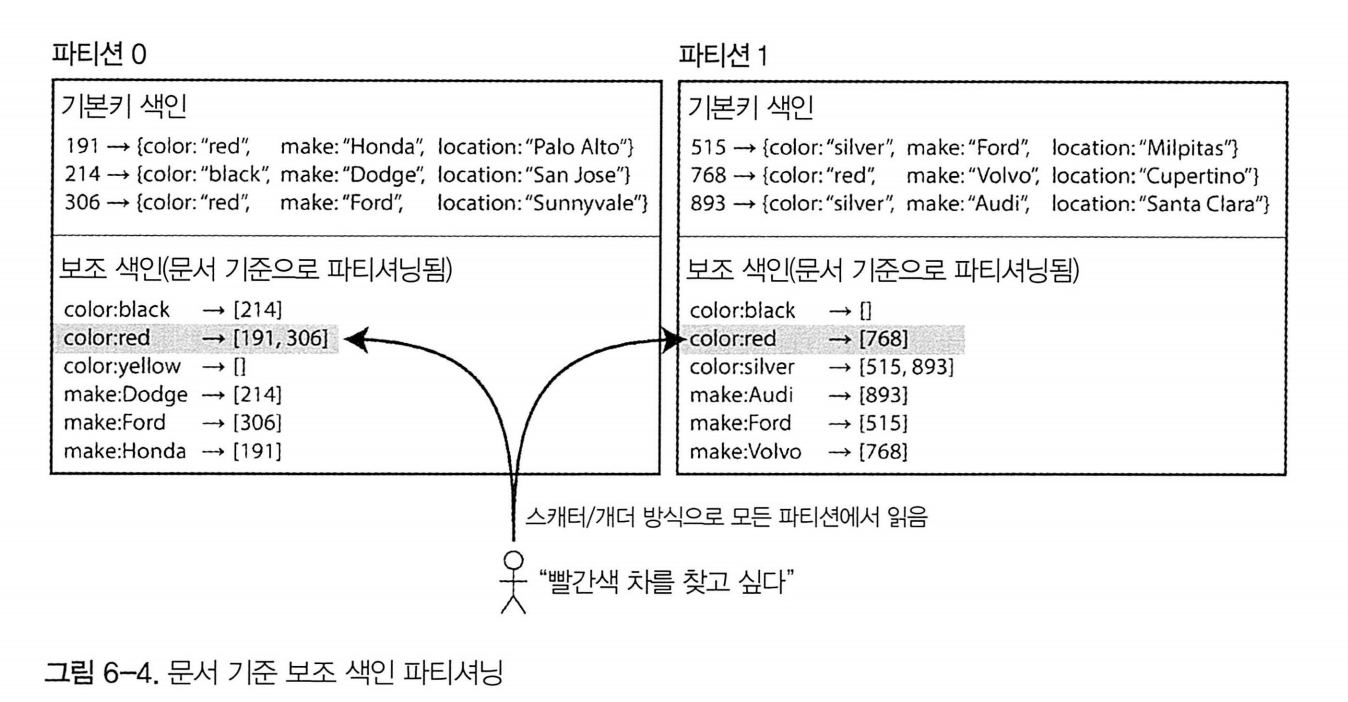 파티션 0
기본키 색인
191 → {color: "red", make: "Honda", location: "Palo Alto"}
214 → {color: "black", make: "Dodge", location: "San Jose"}
306 → {color: "red", make: "Ford", location: "Sunnyvale"}
보조 색인(문서 기준으로 파티셔닝됨)
color:black → [214]
color:red → [191, 306]
color:yellow → []
make:Dodge → [214]
make:Ford → [306]
make:Honda → [191]
파티션 1
기본키 색인
515 → {color: "silver", make: "Ford", location: "Milpitas"}
768 → {color: "red", make: "Volvo", location: "Cupertino"}
893 → {color: "silver", make: "Audi", location: "Santa Clara"}
보조 색인(문서 기준으로 파티셔닝됨)
color:black → []
color:red → [768]
color:silver → [515, 893]
make:Audi → [893]
make:Ford → [515]
make:Volvo → [768]
스캐터/개더 방식으로 모든 파티션에서 읽음
“빨간색 차를 찾고 싶다”
그림 6-4. 문서 기준 보조 색인 파티셔닝